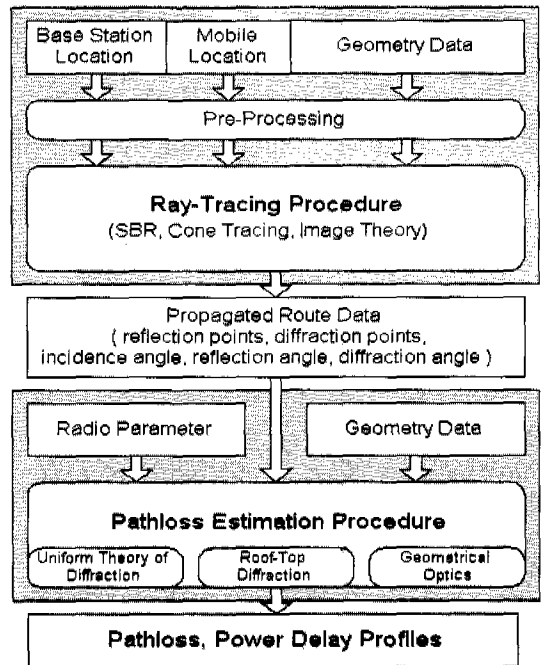 Base Station
Location
Mobile
Location
Geometry Data
Pre-Processing
Ray-Tracing Procedure
(SBR, Cone Tracing, Image Theory)
Propagated Route Data
( reflection points, diffraction points,
incidence angle, reflection angle, diffraction angle )
Radio Parameter
Geometry Data
Pathloss Estimation Procedure
Uniform Theory of
Diffraction
Roof-Top
Diffraction
Geometrical
Optics
Pathloss, Power Delay Profiles